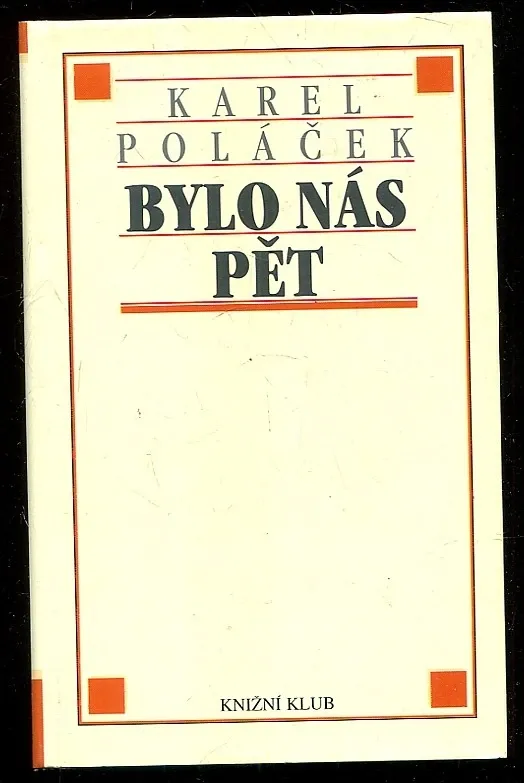 KAREL
POLÁČEK
BYLO NÁS
PĚT
KNIŽNÍ KLUB